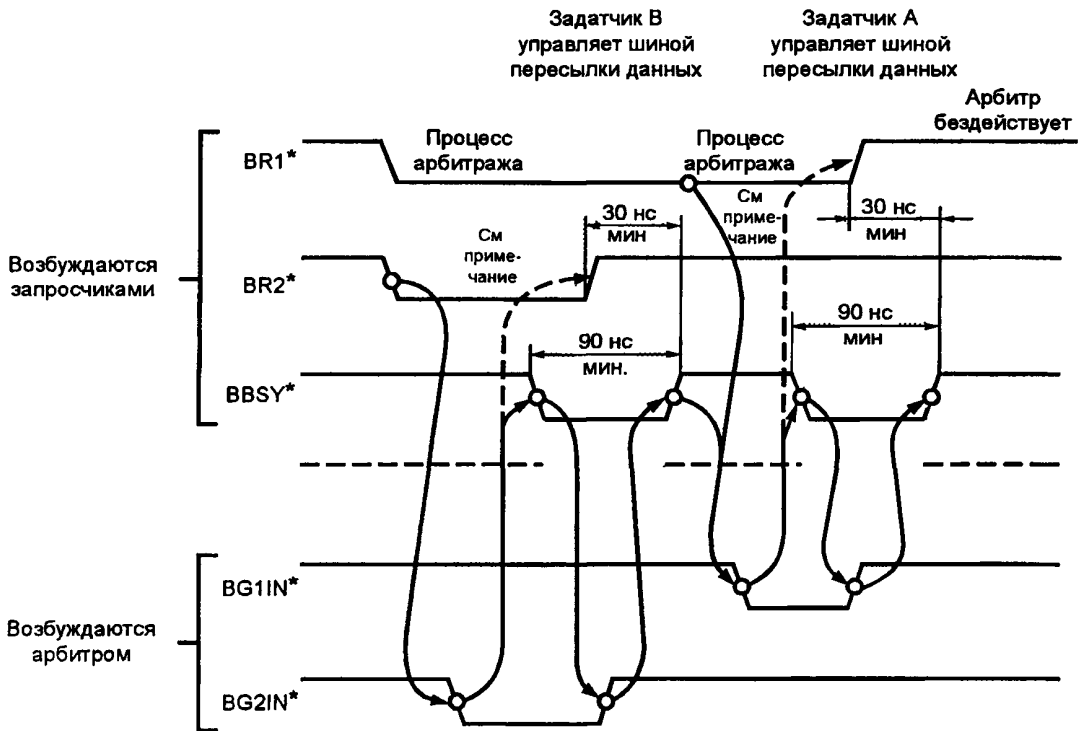 Задатчик В
управляет шиной
пересылки данных
Задатчик А
управляет шиной
пересылки данных
Арбитр
бездействует
BR1*
Процесс
арбитража
Процесс
арбитража
См
приме-
чание
30 нс
мин
См
приме-
чание
30 нс
мин
Возбуждаются
запросчиками
BR2*
90 нс
мин.
90 нс
мин
BBSY*
BG1IN*
Возбуждаются
арбитром
BG2IN*